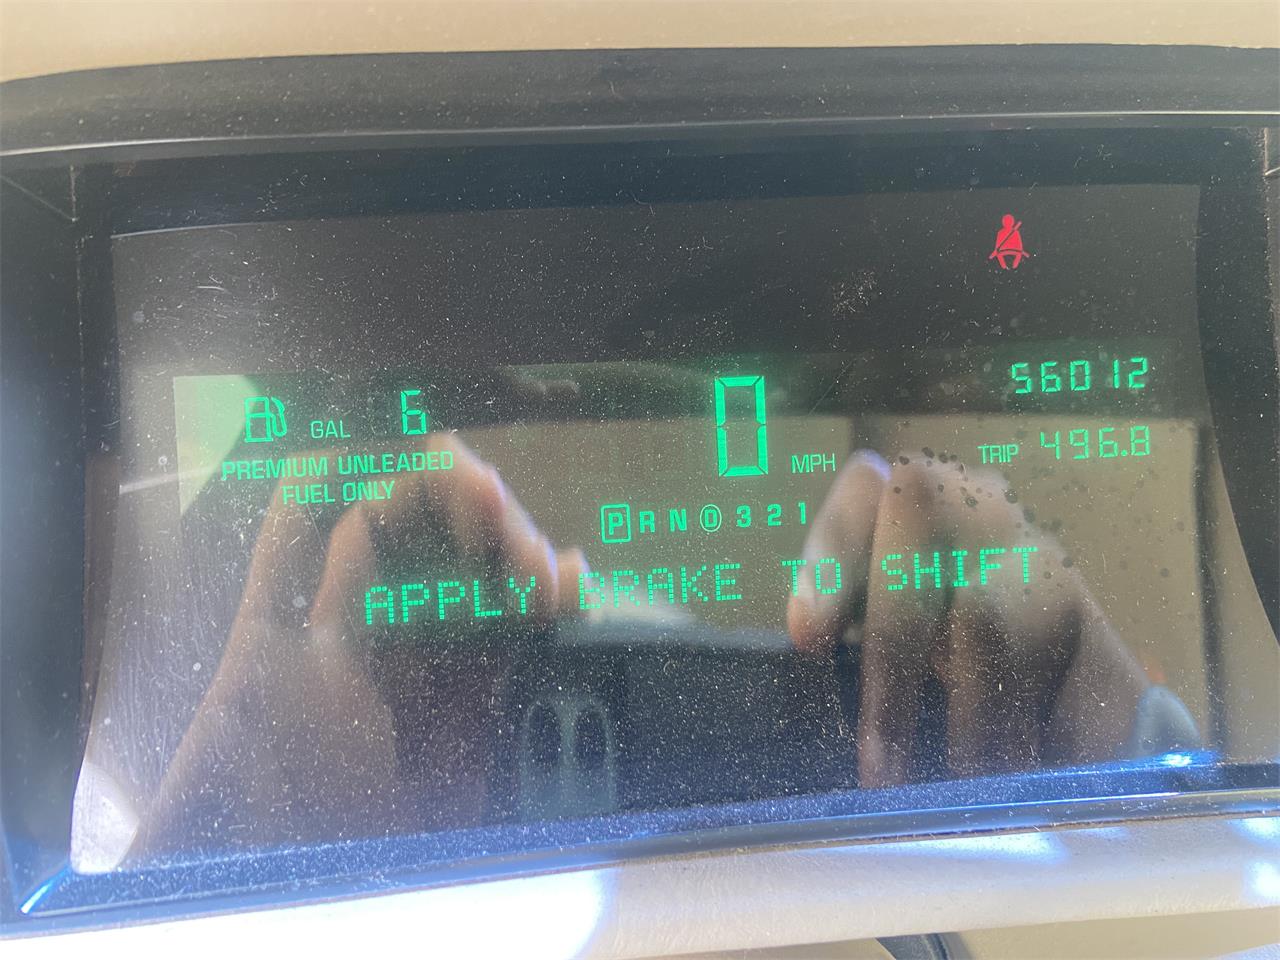 56012
GAL 6
0 MPH
TRIP 496.8
PREMIUM UNLEADED
FUEL ONLY
P R N D 3 2 1
APPLY BRAKE TO SHIFT